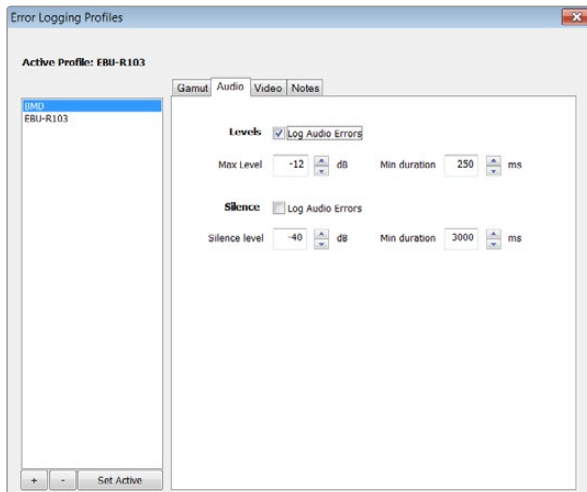 Error Logging Profiles
Active Profile: EBU-R103
Gamut Audio Video Notes
BMD
EBU-R103
Levels Log Audio Errors
Max Level -12 dB Min duration 250 ms
Silence Log Audio Errors
Silence level -40 dB Min duration 3000 ms
+ - Set Active